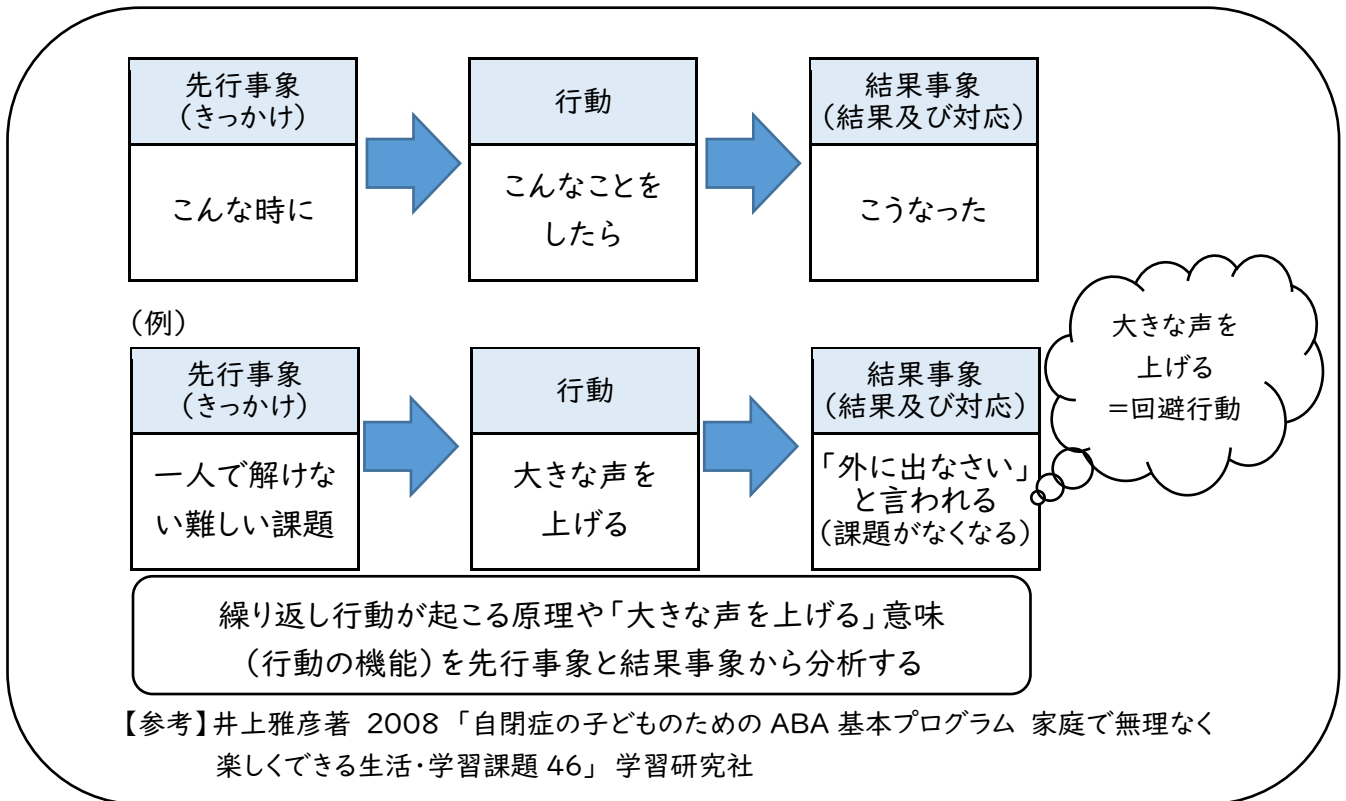 先行事象
（きっかけ）
行動
結果事象
（結果及び対応）
こんな時に
こんなことを
したら
こうなった
（例）
先行事象
（きっかけ）
行動
結果事象
（結果及び対応）
一人で解けな
い難しい課題
大きな声を
上げる
「外に出なさい」
と言われる
（課題がなくなる）
大きな声を
上げる
＝回避行動
繰り返し行動が起こる原理や「大きな声を上げる」意味
（行動の機能）を先行事象と結果事象から分析する
【参考】井上雅彦著 2008 「自閉症の子どものための ABA 基本プログラム 家庭で無理なく
楽しくできる生活・学習課題 46」 学習研究社